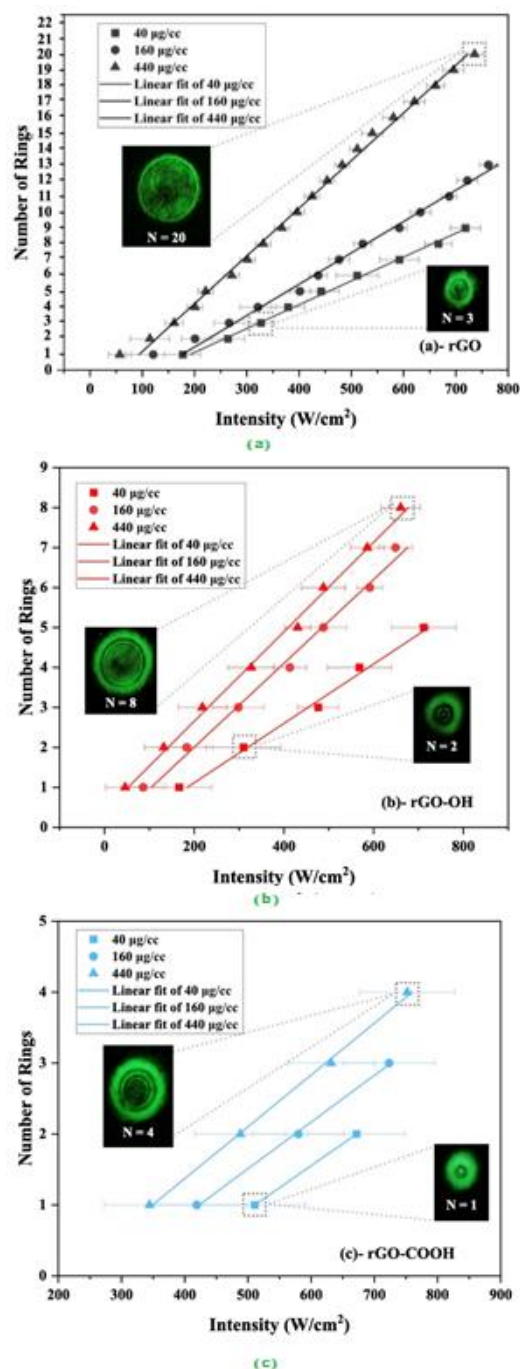 22
21
20
19
18
17
16
15
14
13
12
11
10
9
8
7
6
5
4
3
2
1
0
Number of Rings
40 µg/cc
160 µg/cc
440 µg/cc
Linear fit of 40 µg/cc
Linear fit of 160 µg/cc
Linear fit of 440 µg/cc
N = 20
N = 3
(a)- rGO
0 100 200 300 400 500 600 700 800
Intensity (W/cm²)
(a)
9
8
7
6
5
4
3
2
1
0
Number of Rings
40 µg/cc
160 µg/cc
440 µg/cc
Linear fit of 40 µg/cc
Linear fit of 160 µg/cc
Linear fit of 440 µg/cc
N = 8
N = 2
(b)- rGO-OH
0 200 400 600 800
Intensity (W/cm²)
(b)
5
4
3
2
1
0
Number of Rings
40 µg/cc
160 µg/cc
440 µg/cc
Linear fit of 40 µg/cc
Linear fit of 160 µg/cc
Linear fit of 440 µg/cc
N = 4
N = 1
(c)- rGO-COOH
200 300 400 500 600 700 800 900
Intensity (W/cm²)
(c)